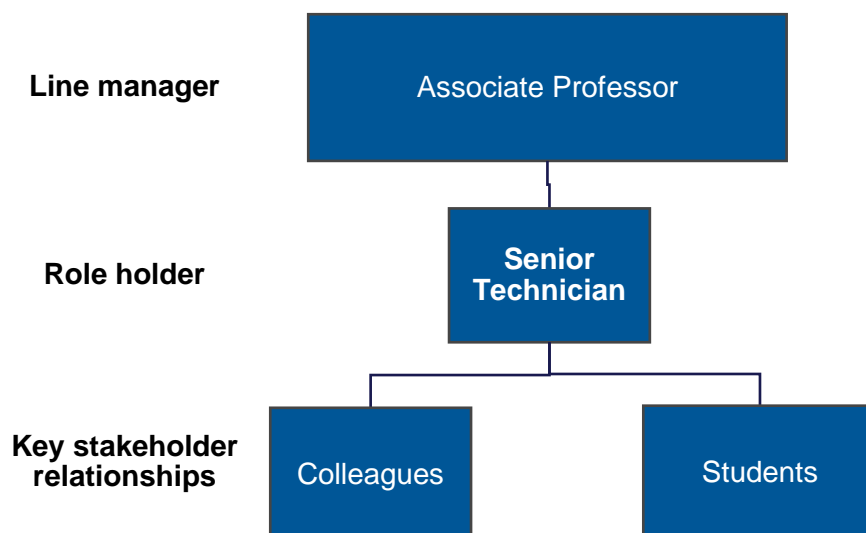 Line manager
Associate Professor
Role holder
Senior
Technician
Key stakeholder
relationships
Colleagues
Students